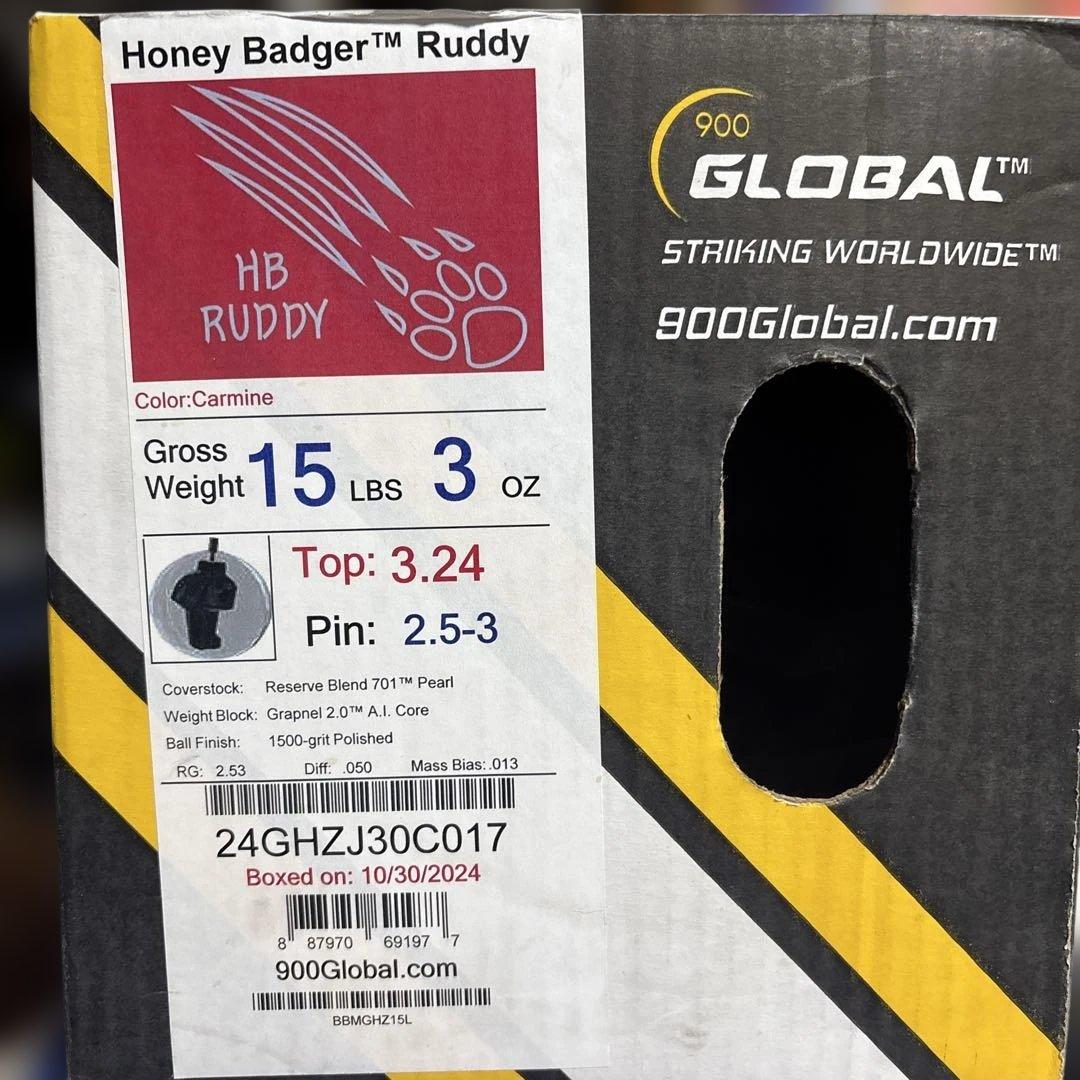 Honey Badger™ Ruddy
HB
RUDDY
Color:Carmine
Gross Weight 15 LBS 3 OZ
Top: 3.24
Pin: 2.5-3
Coverstock: Reserve Blend 701™ Pearl
Weight Block: Grapnel 2.0™ A.I. Core
Ball Finish: 1500-grit Polished
RG: 2.53 Diff: .050 Mass Bias: .013
24GHZJ30C017
Boxed on: 10/30/2024
8 87970 69197 7
900Global.com
BBMGHZ15L
900
GLOBAL™
STRIKING WORLDWIDE™
900Global.com